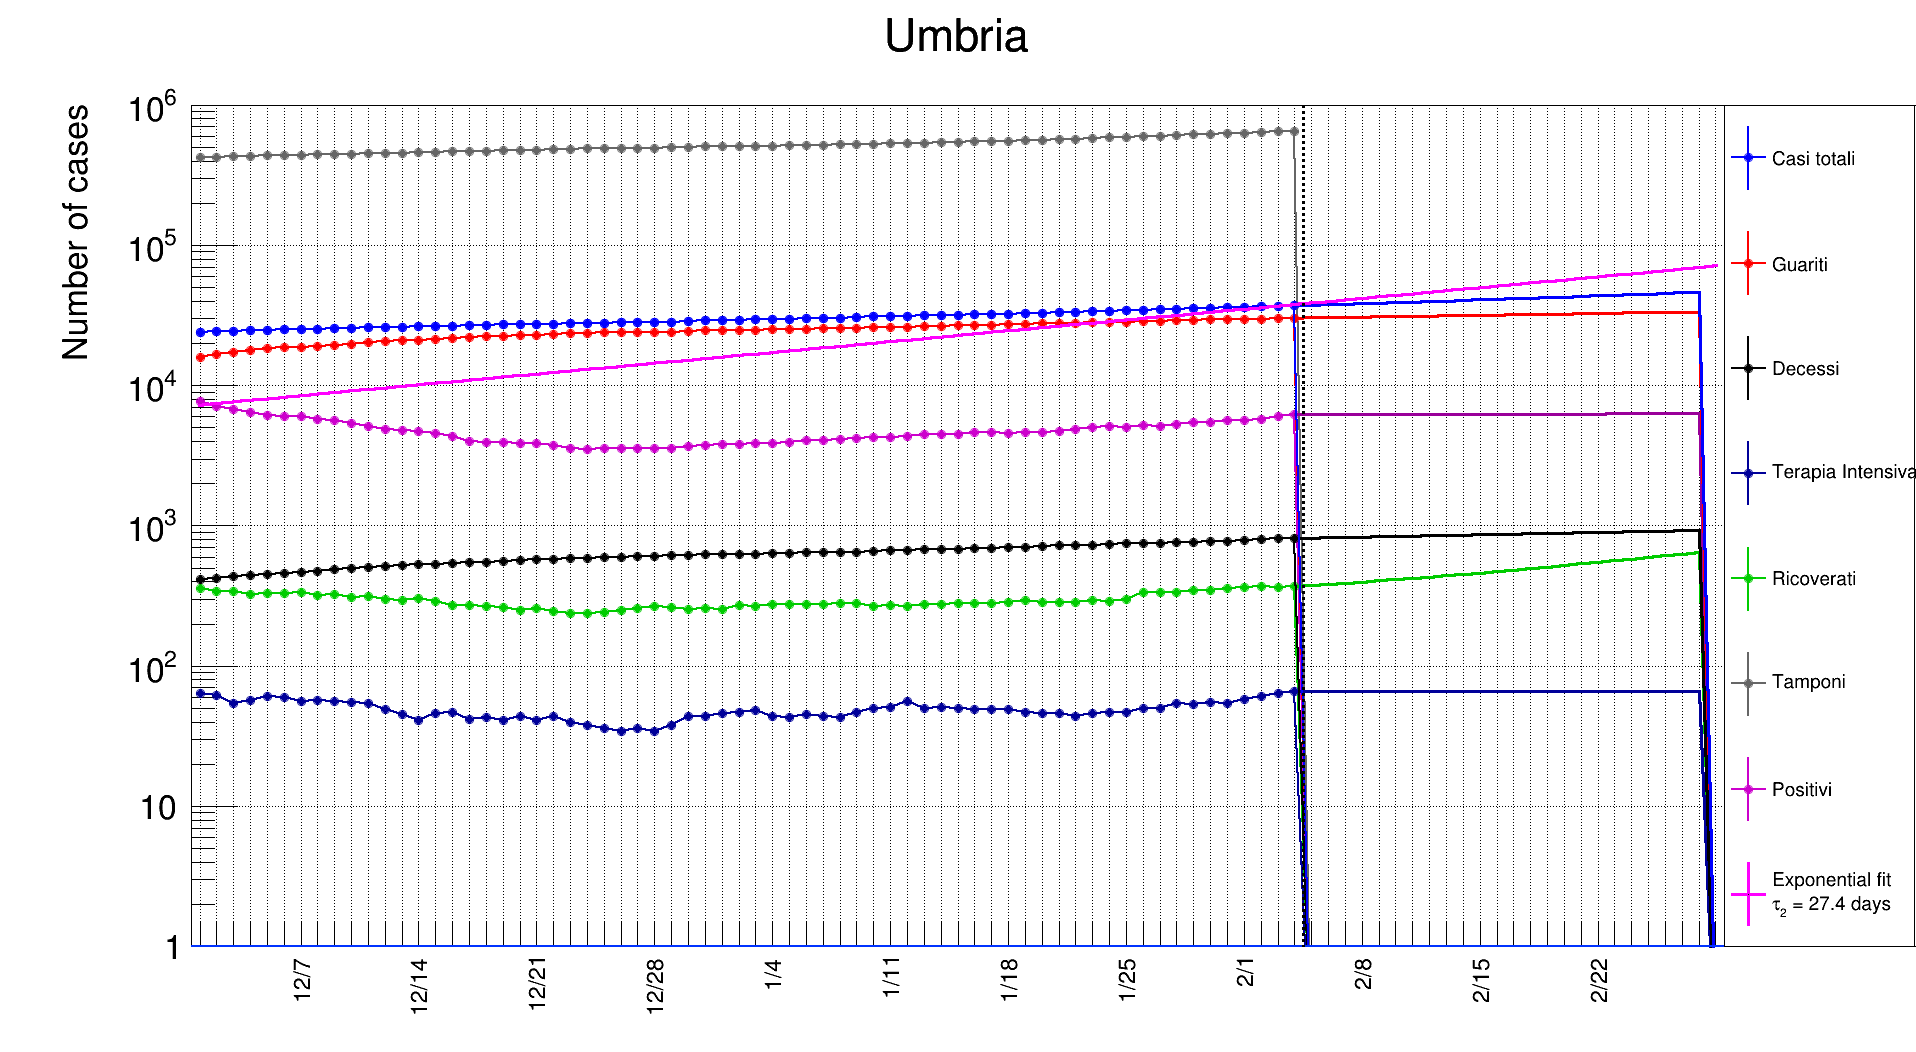 Umbria
Number of cases
10^6
10^5
10^4
10^3
10^2
10
1
12/7
12/14
12/21
12/28
1/4
1/11
1/18
1/25
2/1
2/8
2/15
2/22
Casi totali
Guariti
Decessi
Terapia Intensiva
Ricoverati
Tamponi
Positivi
Exponential fit
τ_2 = 27.4 days